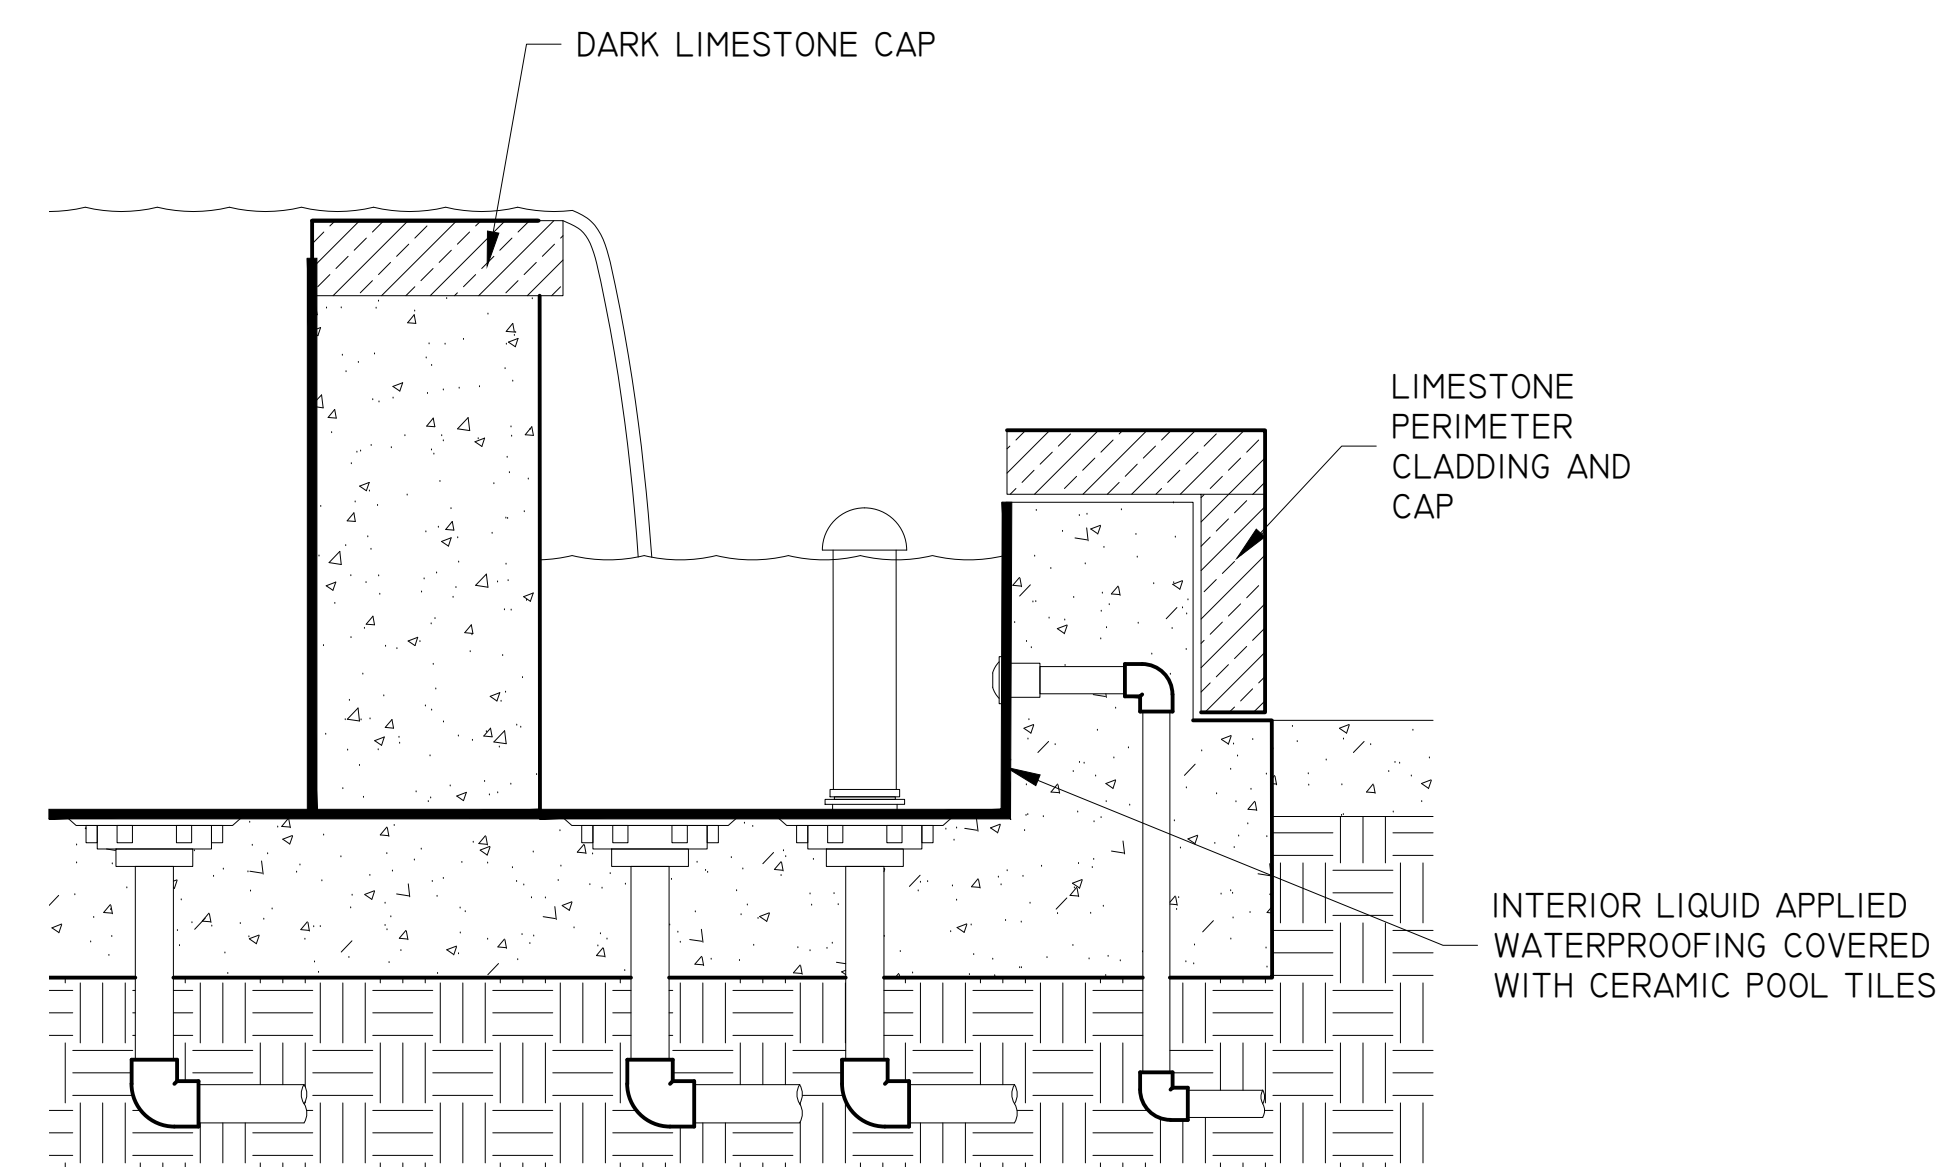 DARK LIMESTONE CAP
LIMESTONE
PERIMETER
CLADDING AND
CAP
INTERIOR LIQUID APPLIED
WATERPROOFING COVERED
WITH CERAMIC POOL TILES